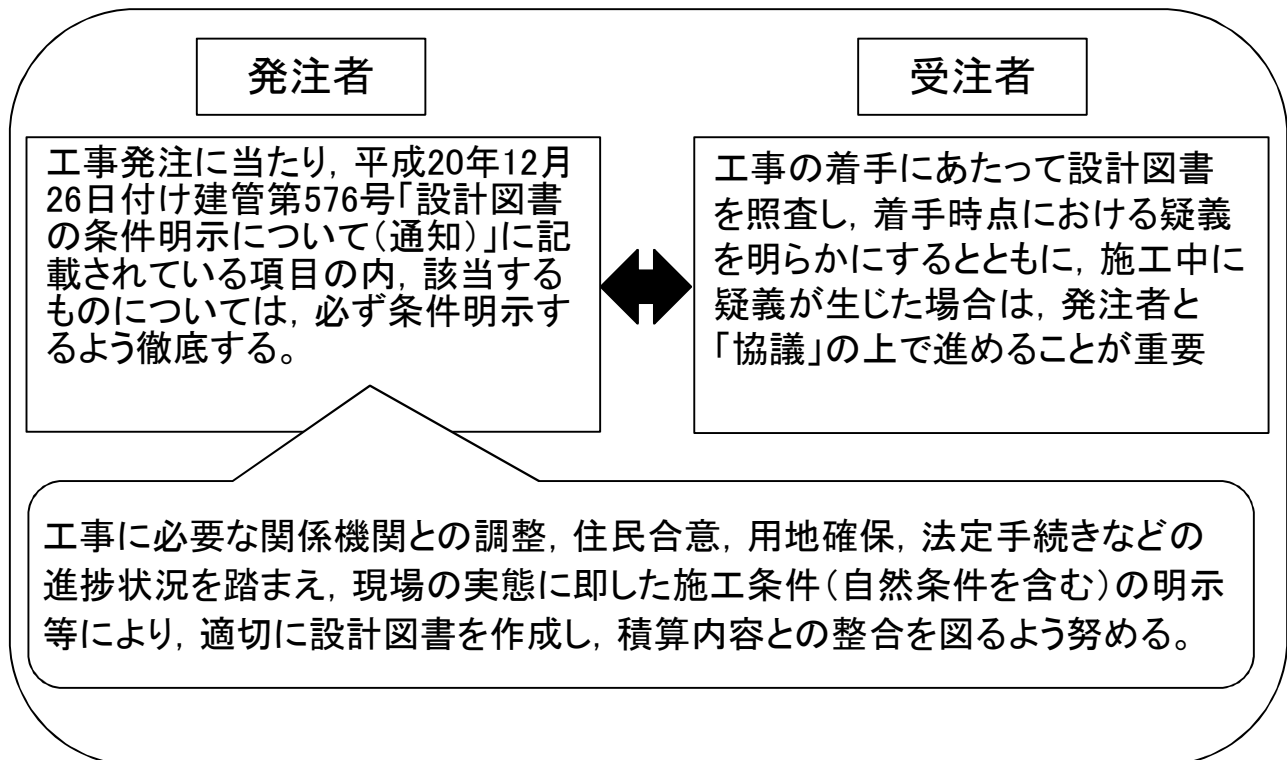 発注者
工事発注に当たり，平成20年12月
26日付け建管第576号「設計図書
の条件明示について（通知）」に記
載されている項目の内，該当する
ものについては，必ず条件明示す
るよう徹底する。
受注者
工事の着手にあたって設計図書
を照査し，着手時点における疑義
を明らかにするとともに，施工中に
疑義が生じた場合は，発注者と
「協議」の上で進めることが重要
工事に必要な関係機関との調整，住民合意，用地確保，法定手続きなどの
進捗状況を踏まえ，現場の実態に即した施工条件（自然条件を含む）の明示
等により，適切に設計図書を作成し，積算内容との整合を図るよう努める。